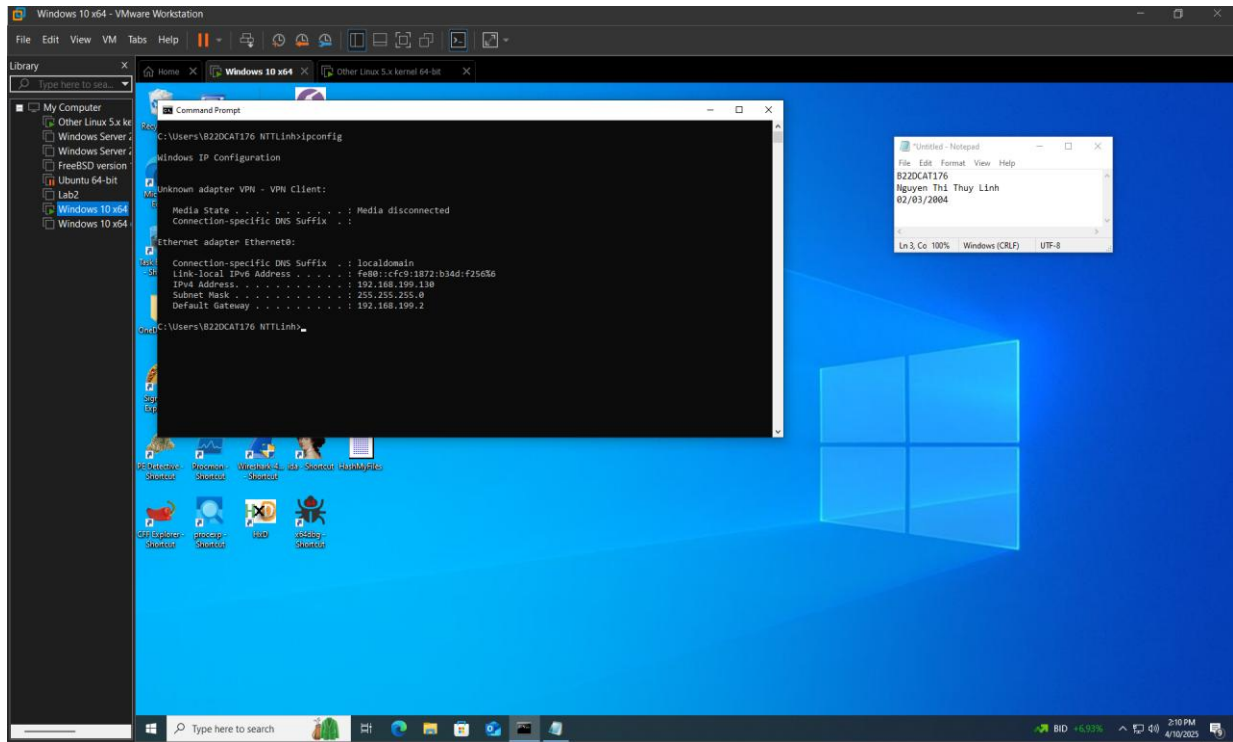 Windows 10 x64 - VMware Workstation
File Edit View VM Tabs Help
Library
Type here to sea...
My Computer
Other Linux 5.x ke
Windows Server 2
Windows Server 2
FreeBSD version
Ubuntu 64-bit
Lab2
Windows 10 x64
Windows 10 x64
Home
Windows 10 x64
Other Linux 5.x kernel 64-bit
Command Prompt
C:\Users\B22DCAT176 NTTLinh>ipconfig
Windows IP Configuration
Unknown adapter VPN - VPN Client:
Media State . . . . . . . . . . . : Media disconnected
Connection-specific DNS Suffix  . :
Ethernet adapter Ethernet0:
Connection-specific DNS Suffix  . : localdomain
Link-local IPv6 Address . . . . . : fe80::cfc9:1872:b34d:f256%6
IPv4 Address. . . . . . . . . . . : 192.168.199.130
Subnet Mask . . . . . . . . . . . : 255.255.255.0
Default Gateway . . . . . . . . . : 192.168.199.2
C:\Users\B22DCAT176 NTTLinh>
*Untitled - Notepad
File Edit Format View Help
B22DCAT176
Nguyen Thi Thuy Linh
02/03/2004
Ln 3, Co 100% Windows (CRLF) UTF-8
PE Detective - Shortcut
Procmon - Shortcut
Wireshark-4... - Shortcut
ida - Shortcut
HashMyFiles
CFF Explorer - Shortcut
procexp - Shortcut
HxD
x64dbg - Shortcut
Type here to search
BID +6.93%
2:10 PM
4/10/2025